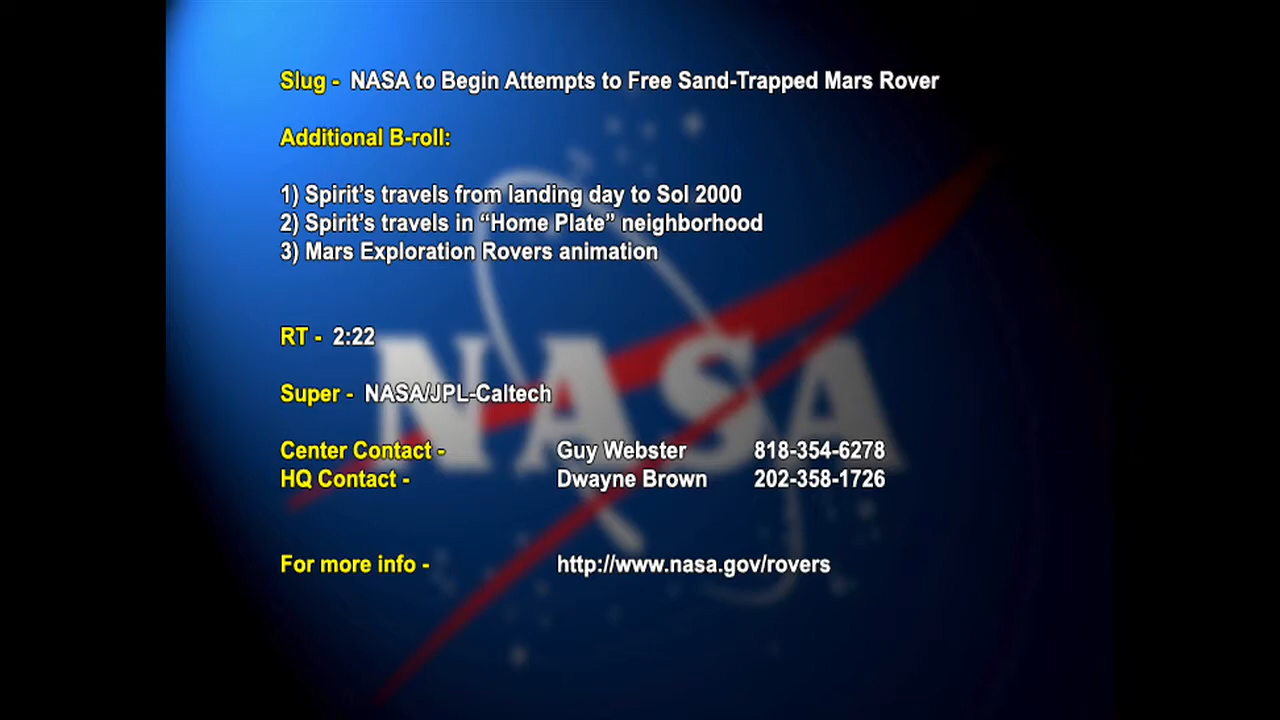 Slug - NASA to Begin Attempts to Free Sand-Trapped Mars Rover
Additional B-roll:
1) Spirit's travels from landing day to Sol 2000
2) Spirit's travels in “Home Plate” neighborhood
3) Mars Exploration Rovers animation
RT - 2:22
NASA
Super - NASA/JPL-Caltech
Center Contact - Guy Webster 818-354-6278
HQ Contact - Dwayne Brown 202-358-1726
For more info - http://www.nasa.gov/rovers